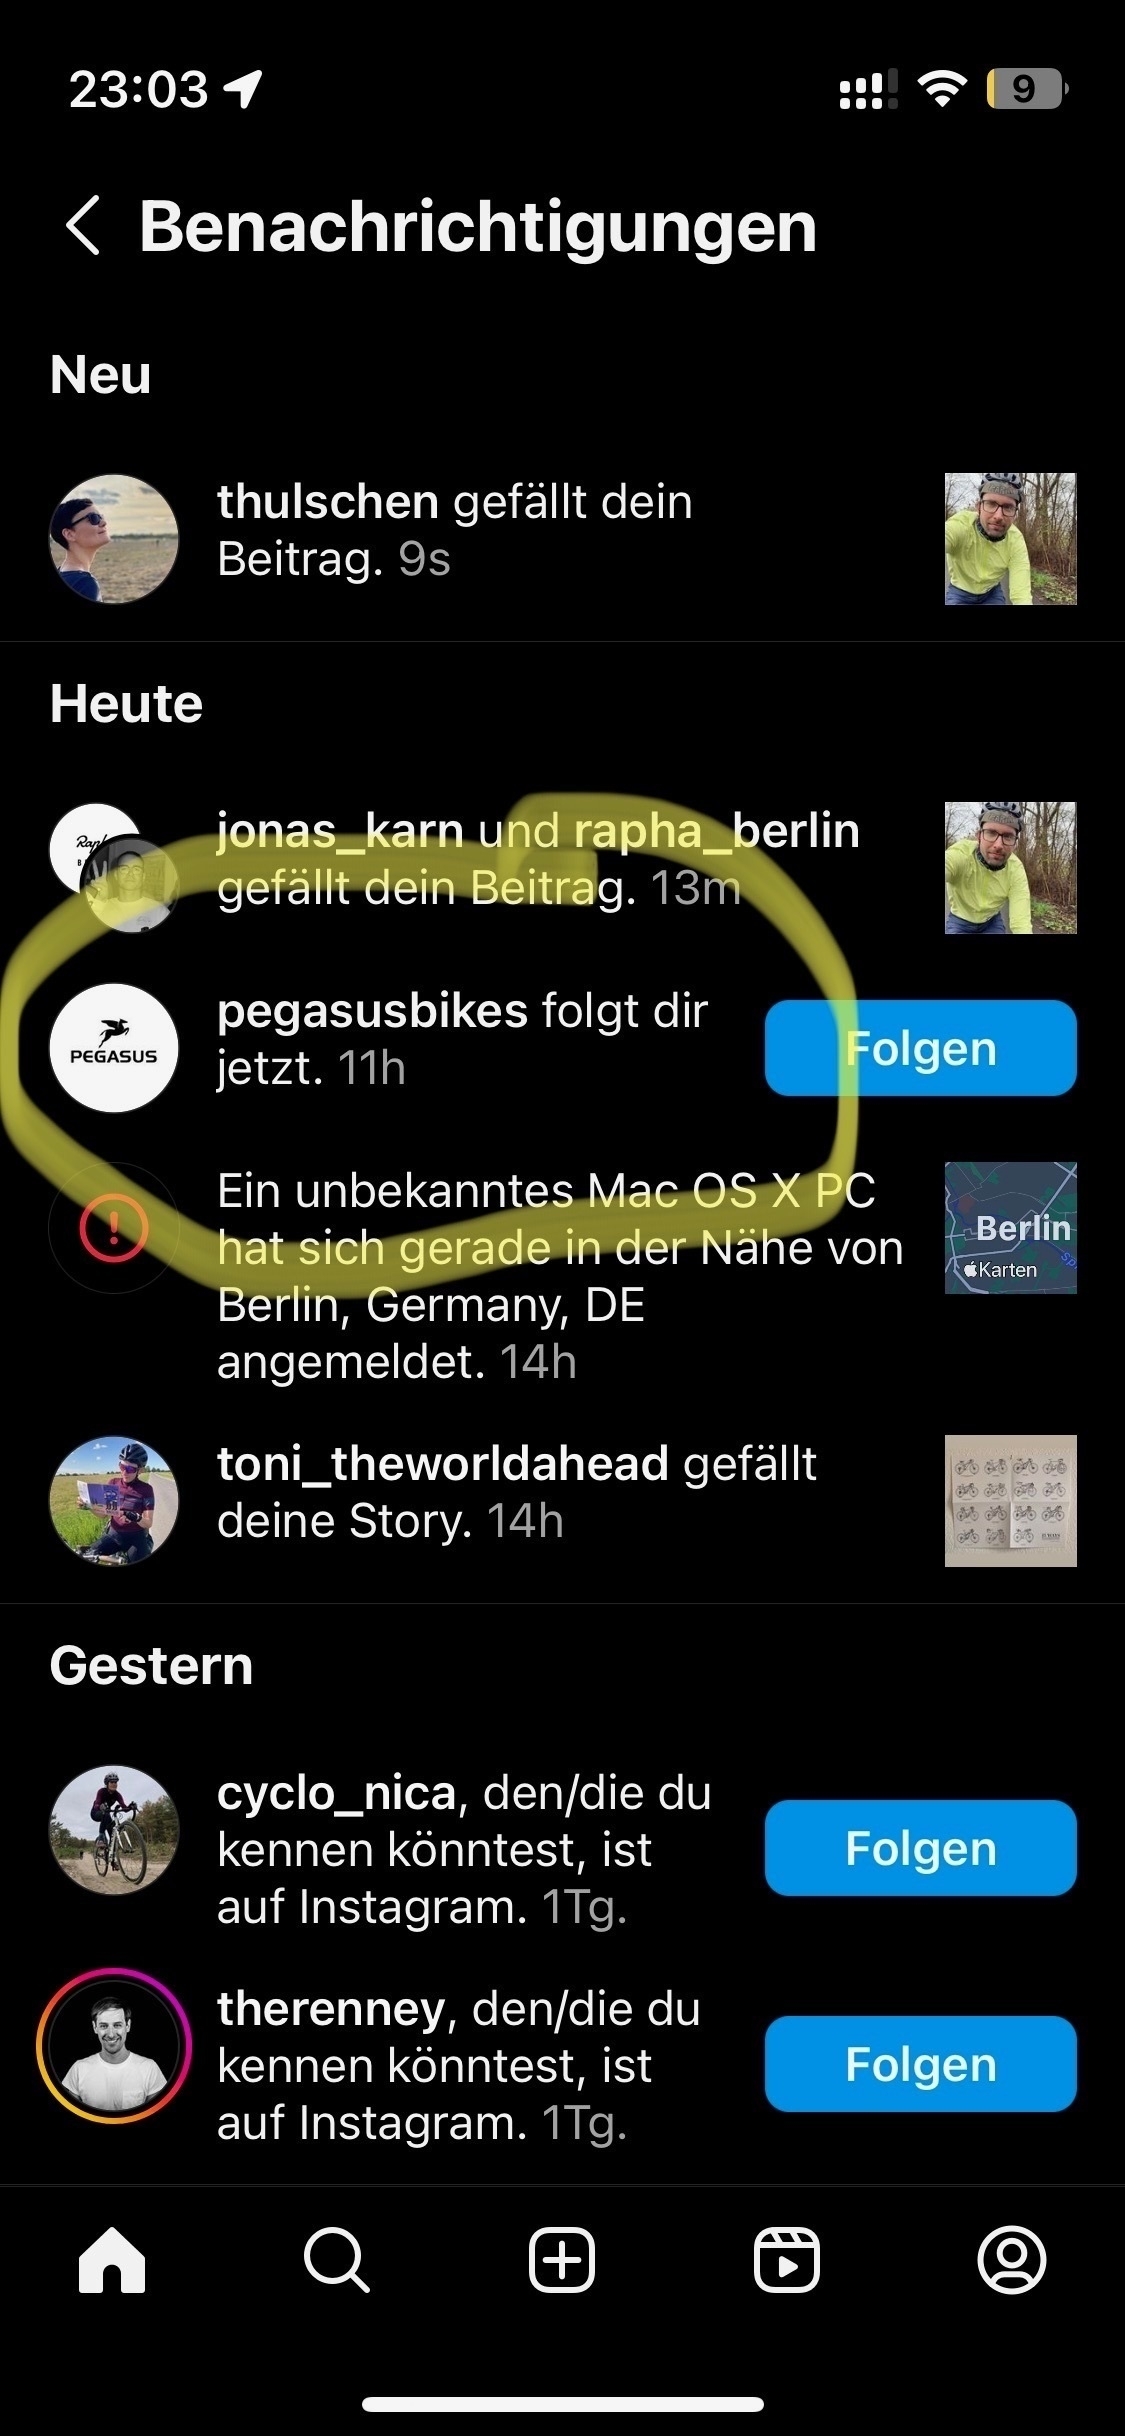 23:03
9
Benachrichtigungen
Neu
thulschen gefällt dein
Beitrag. 9s
Heute
jonas_karn und rapha_berlin
gefällt dein Beitrag. 13m
PEGASUS
pegasusbikes folgt dir
jetzt. 11h
Folgen
Ein unbekanntes Mac OS X PC
hat sich gerade in der Nähe von
Berlin, Germany, DE
angemeldet. 14h
Berlin
Karten
toni_theworldahead gefällt
deine Story. 14h
Gestern
cyclo_nica, den/die du
kennen könntest, ist
auf Instagram. 1Tg.
Folgen
therenney, den/die du
kennen könntest, ist
auf Instagram. 1Tg.
Folgen